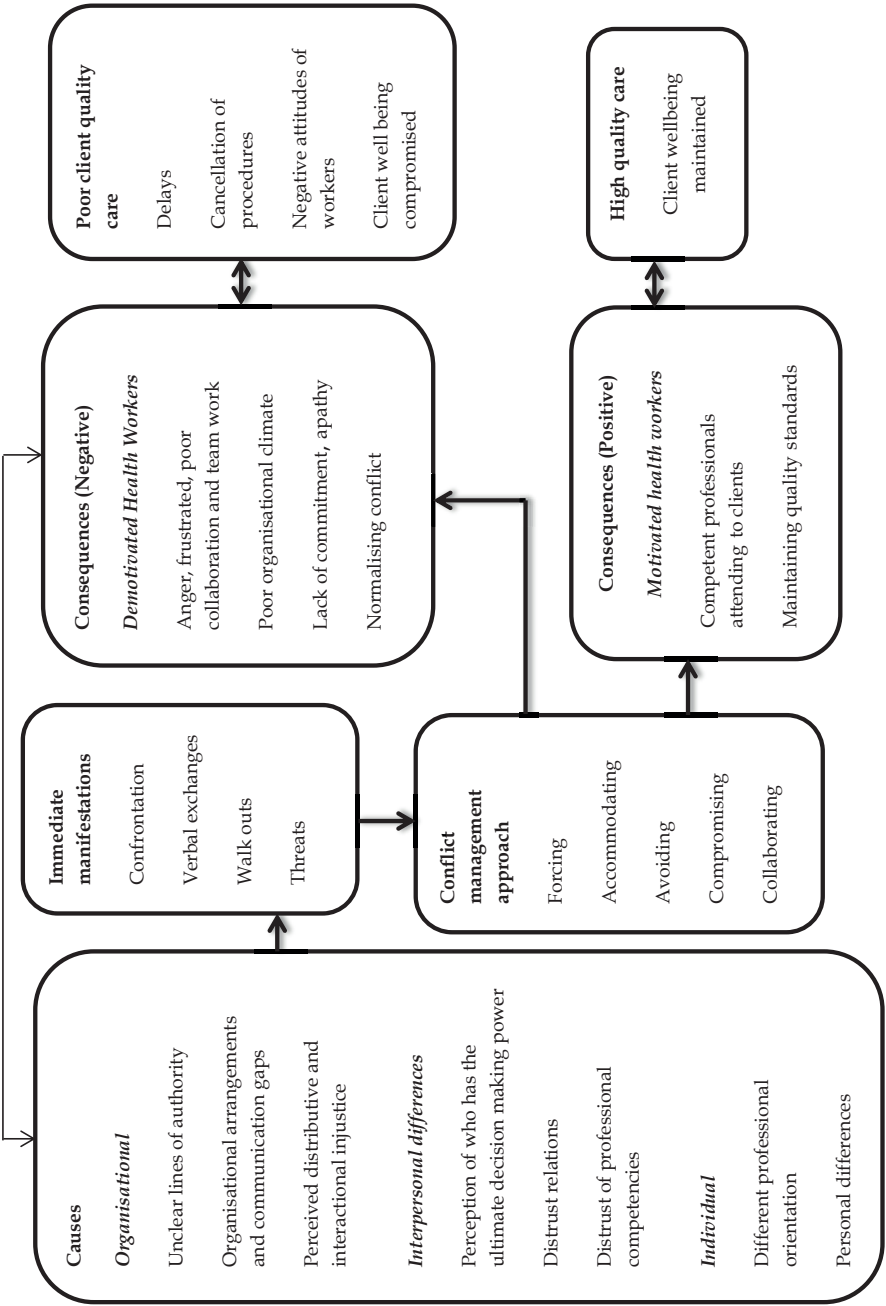 Causes
Organisational
Unclear lines of authority
Organisational arrangements
and communication gaps
Perceived distributive and
interactional injustice
Interpersonal differences
Perception of who has the
ultimate decision making power
Distrust relations
Distrust of professional
competencies
Individual
Different professional
orientation
Personal differences
Immediate
manifestations
Confrontation
Verbal exchanges
Walk outs
Threats
Conflict
management
approach
Forcing
Accommodating
Avoiding
Compromising
Collaborating
Consequences (Negative)
Demotivated Health Workers
Anger, frustrated, poor
collaboration and team work
Poor organisational climate
Lack of commitment, apathy
Normalising conflict
Consequences (Positive)
Motivated health workers
Competent professionals
attending to clients
Maintaining quality standards
Poor client quality
care
Delays
Cancellation of
procedures
Negative attitudes of
workers
Client well being
compromised
High quality care
Client wellbeing
maintained